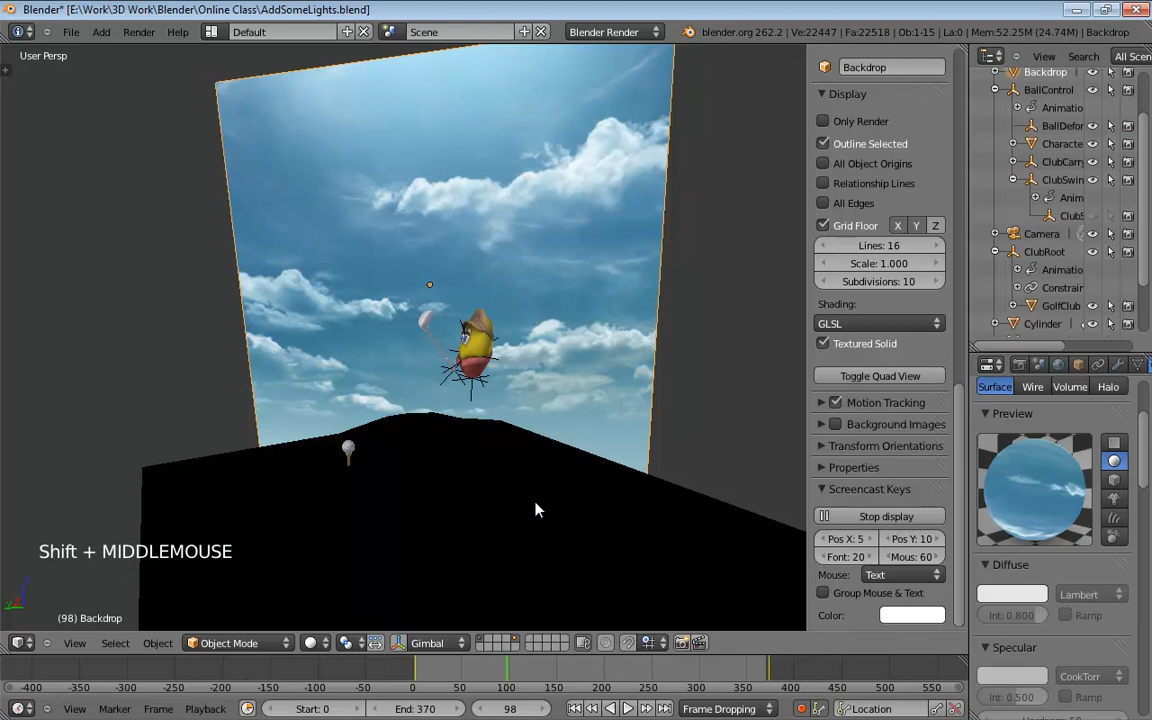 Blender* [E:\Work\3D Work\Blender\Online Class\AddSomeLights.blend]
File Add Render Help Default Scene Blender Render blender.org 262.2 | Ve:22447 | Fa:22518 | Ob:1-15 | La:0 | Mem:52.25M (24.74M) | Backdrop
View Search All Scen
User Persp
Backdrop
Display
Only Render
Outline Selected
All Object Origins
Relationship Lines
All Edges
Grid Floor X Y Z
Lines: 16
Scale: 1.000
Subdivisions: 10
Shading:
GLSL
Textured Solid
Toggle Quad View
Motion Tracking
Background Images
Transform Orientations
Properties
Screencast Keys
Stop display
Pos X: 5 Pos Y: 10
Font: 20 Mous: 60
Mouse: Text
Group Mouse & Text
Color:
Backdrop
BallControl
Animatio
BallDefor
Characte
ClubCarr
ClubSwin
Anim
ClubS
Camera
ClubRoot
Animatio
Constrain
GolfClub
Cylinder
Surface Wire Volume Halo
Preview
Diffuse
Lambert
Int: 0.800 Ramp
Specular
CookTorr
Int: 0.500 Ramp
Shift + MIDDLEMOUSE
(98) Backdrop
View Select Object Object Mode Gimbal
-400 -350 -300 -250 -200 -150 -100 -50 0 50 100 150 200 250 300 350 400 450 500 550
View Marker Frame Playback Start: 0 End: 370 98 Frame Dropping Location